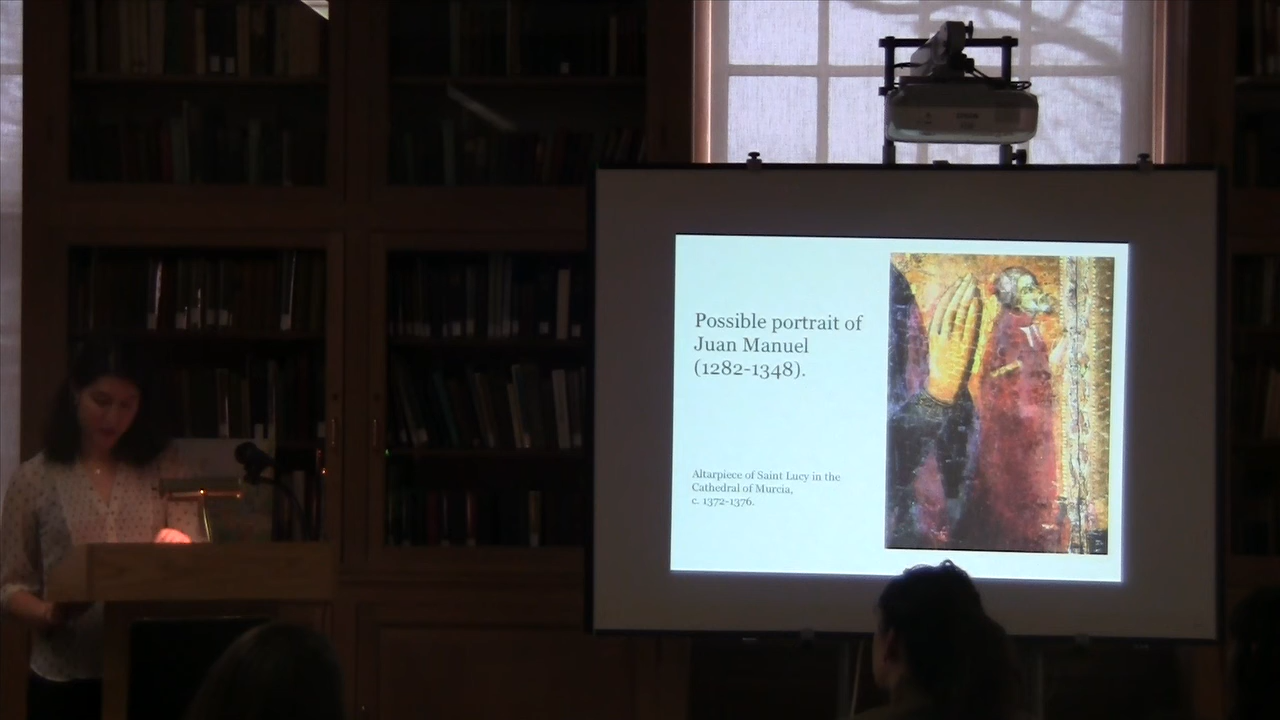 Possible portrait of
Juan Manuel
(1282-1348).
Altarpiece of Saint Lucy in the
Cathedral of Murcia,
c. 1372-1376.